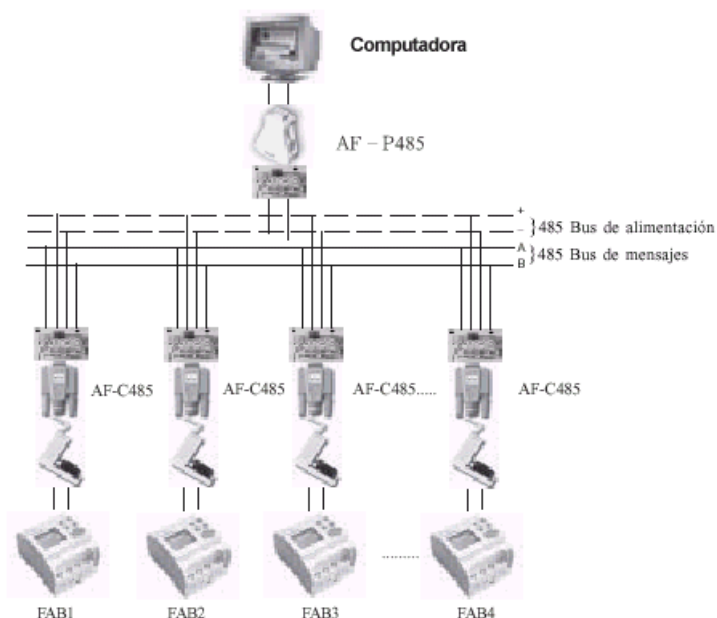 Computadora
AF – P485
+
– }485 Bus de alimentación
A
B }485 Bus de mensajes
AF-C485 AF-C485 AF-C485..... AF-C485
.........
FAB1 FAB2 FAB3 FAB4